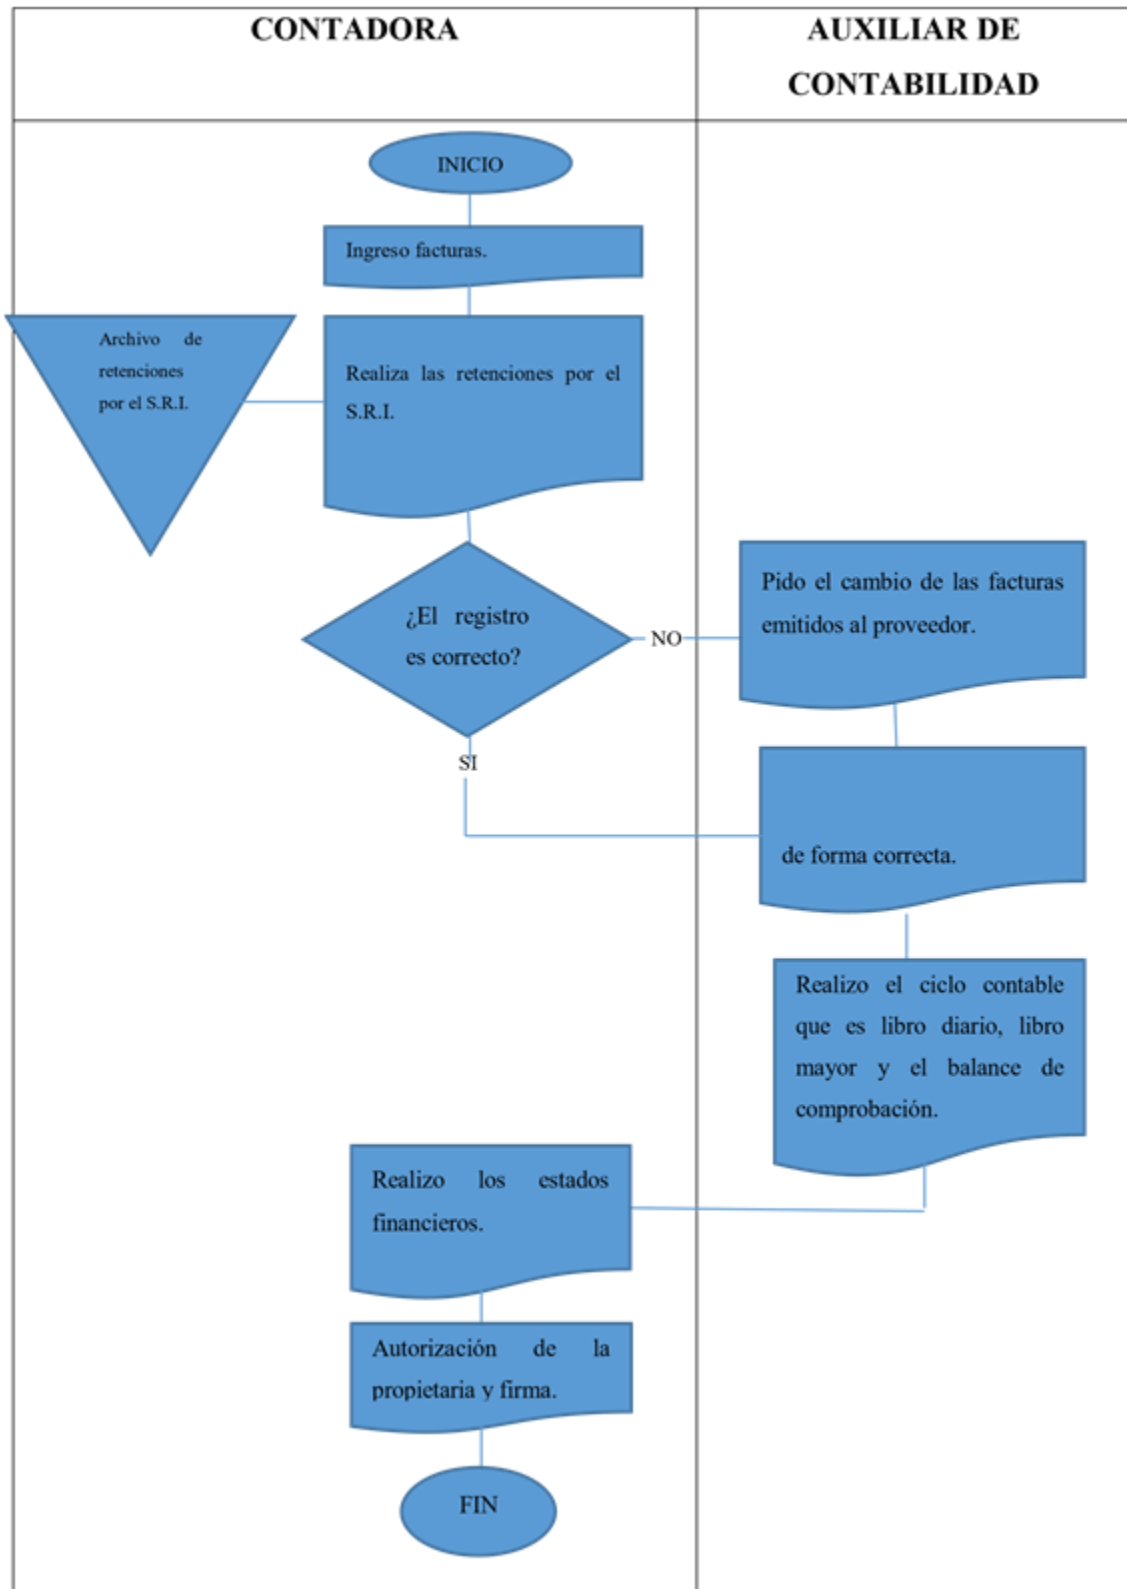 CONTADORA
AUXILIAR DE
CONTABILIDAD
INICIO
Ingreso facturas.
Archivo de
retenciones
por el S.R.I.
Realiza las retenciones por el
S.R.I.
¿El registro
es correcto?
NO
Pido el cambio de las facturas
emitidos al proveedor.
SI
de forma correcta.
Realizo el ciclo contable
que es libro diario, libro
mayor y el balance de
comprobación.
Realizo los estados
financieros.
Autorización de la
propietaria y firma.
FIN